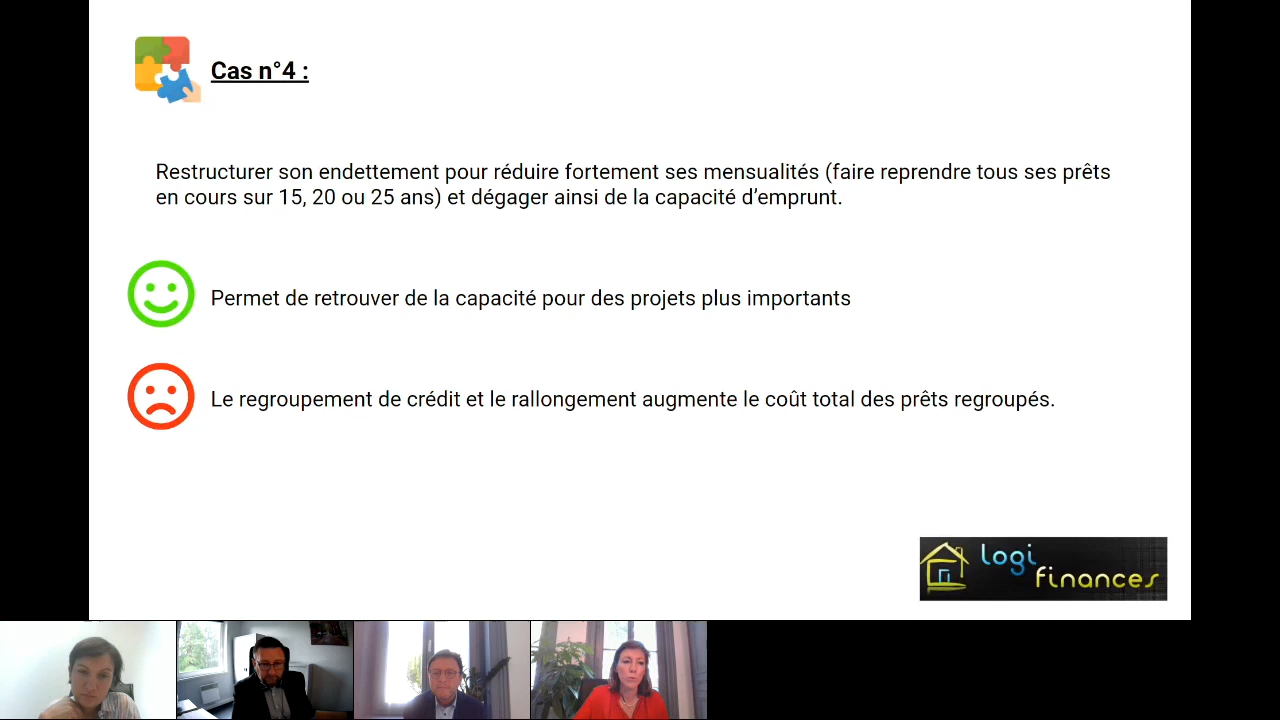 Cas n°4 :
Restructurer son endettement pour réduire fortement ses mensualités (faire reprendre tous ses prêts
en cours sur 15, 20 ou 25 ans) et dégager ainsi de la capacité d’emprunt.
Permet de retrouver de la capacité pour des projets plus importants
Le regroupement de crédit et le rallongement augmente le coût total des prêts regroupés.
logi
finances